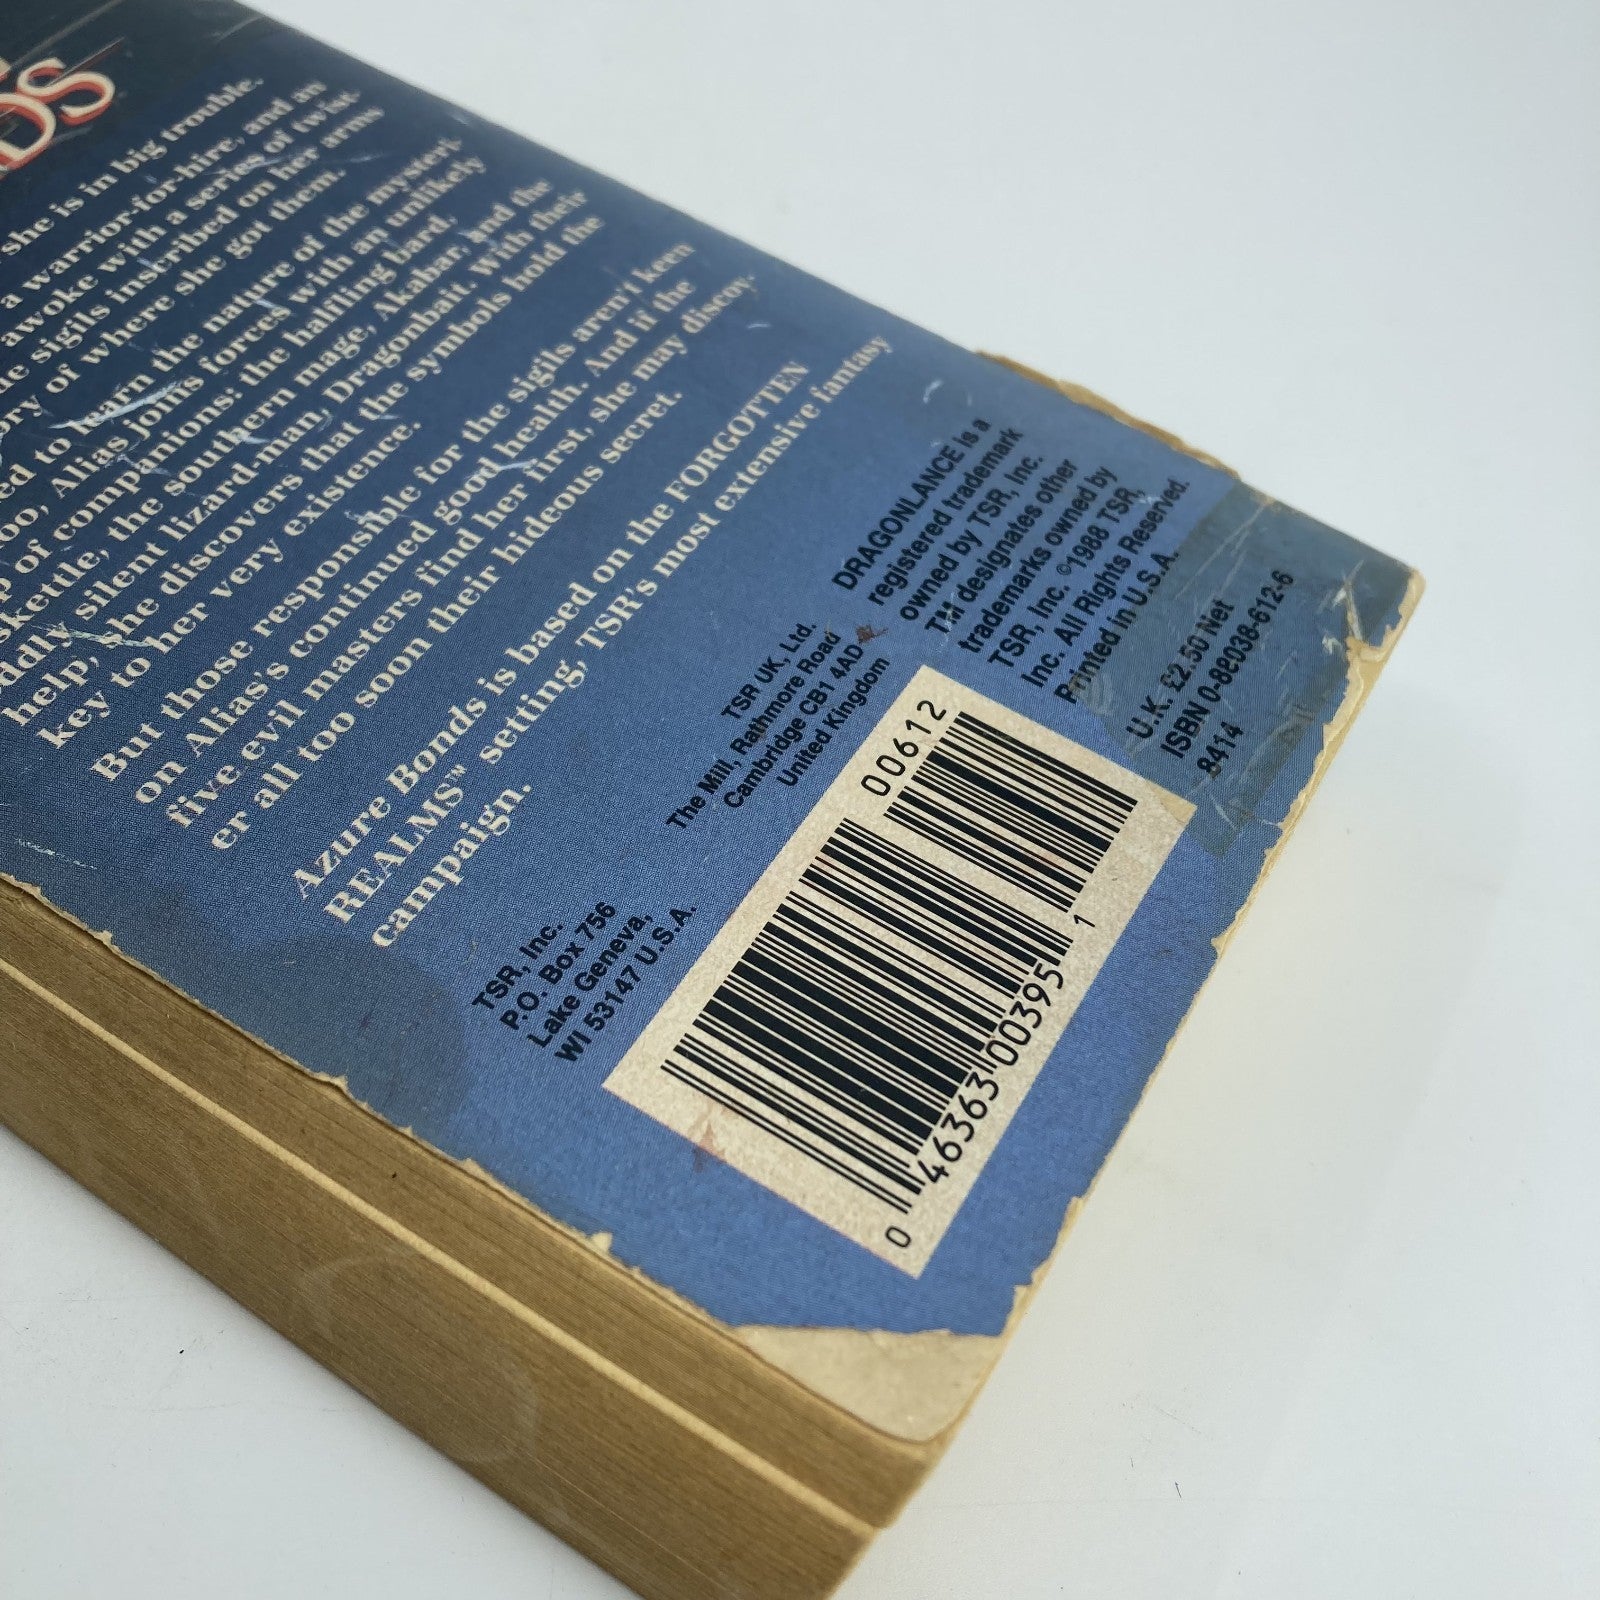 DS
she is in big trouble.
a warrior-for-hire, and an
awoke with a series of twist-
ue sigils inscribed on her arms
ory of where she got them.
ed to learn the nature of the mysteri-
oo, Alias joins forces with an unlikely
p of companions: the halfling bard,
skettle, the southern mage, Akabar, and the
ddly silent lizard-man, Dragonbait. With their
help, she discovers that the symbols hold the
key to her very existence.
But those responsible for the sigils aren't keen
on Alias's continued good health. And if the
five evil masters find her first, she may discov-
er all too soon their hideous secret.
Azure Bonds is based on the FORGOTTEN
REALMS™ setting, TSR's most extensive fantasy
campaign.
TSR, Inc.
P.O. Box 756
Lake Geneva,
WI 53147 U.S.A.
TSR UK, Ltd.
The Mill, Rathmore Road
Cambridge CB1 4AD
United Kingdom
DRAGONLANCE is a
registered trademark
owned by TSR, Inc.
TM designates other
trademarks owned by
TSR, Inc. ©1988 TSR,
Inc. All Rights Reserved.
Printed in U.S.A.
U.K. £2.50 Net
ISBN 0-88038-612-6
8414
00612
0 46363 00395 1